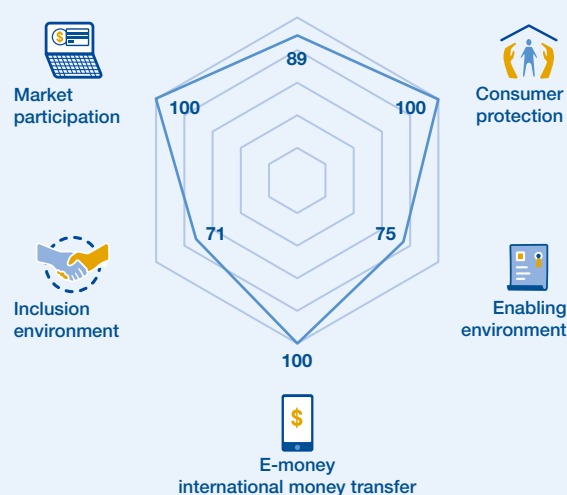 $
89
Market
participation
100
100
Consumer
protection
71
75
Inclusion
environment
Enabling
environment
100
$
E-money
international money transfer